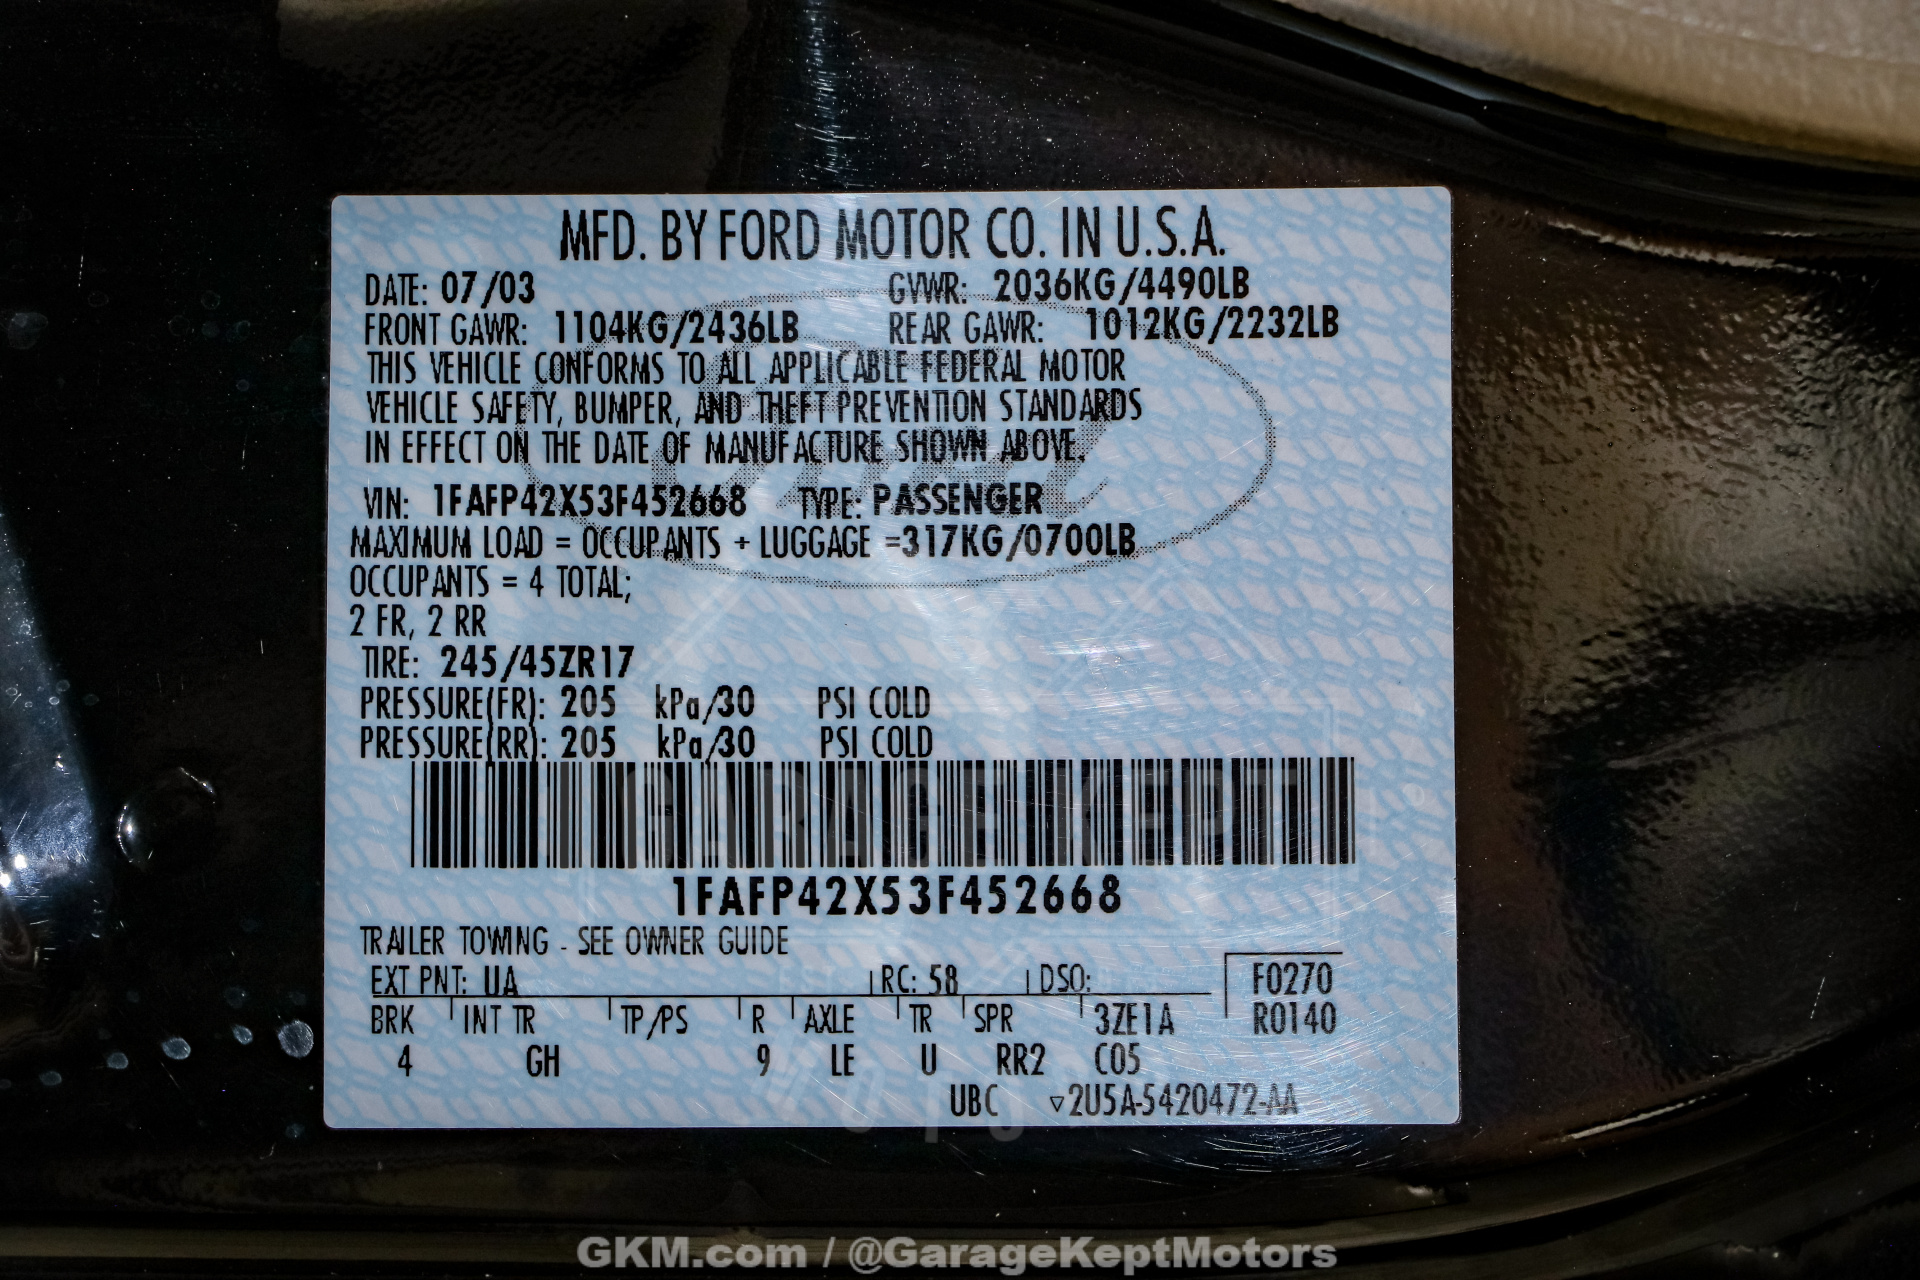 MFD. BY FORD MOTOR CO. IN U.S.A.
DATE: 07/03 GVWR: 2036KG/4490LB
FRONT GAWR: 1104KG/2436LB REAR GAWR: 1012KG/2232LB
THIS VEHICLE CONFORMS TO ALL APPLICABLE FEDERAL MOTOR
VEHICLE SAFETY, BUMPER, AND THEFT PREVENTION STANDARDS
IN EFFECT ON THE DATE OF MANUFACTURE SHOWN ABOVE.
VIN: 1FAFP42X53F452668 TYPE: PASSENGER
MAXIMUM LOAD = OCCUPANTS + LUGGAGE =317KG/0700LB
OCCUPANTS = 4 TOTAL;
2 FR, 2 RR
TIRE: 245/45ZR17
PRESSURE(FR): 205 kPa/30 PSI COLD
PRESSURE(RR): 205 kPa/30 PSI COLD
GARAGE KEPT
1FAFP42X53F452668
TRAILER TOWING - SEE OWNER GUIDE
EXT PNT: UA RC: 58 DSO: F0270
BRK INT TR TP/PS R AXLE TR SPR 3ZE1A R0140
4 GH 9 LE U RR2 C05
UBC ▿2U5A-5420472-AA
GKM.com / @GarageKeptMotors